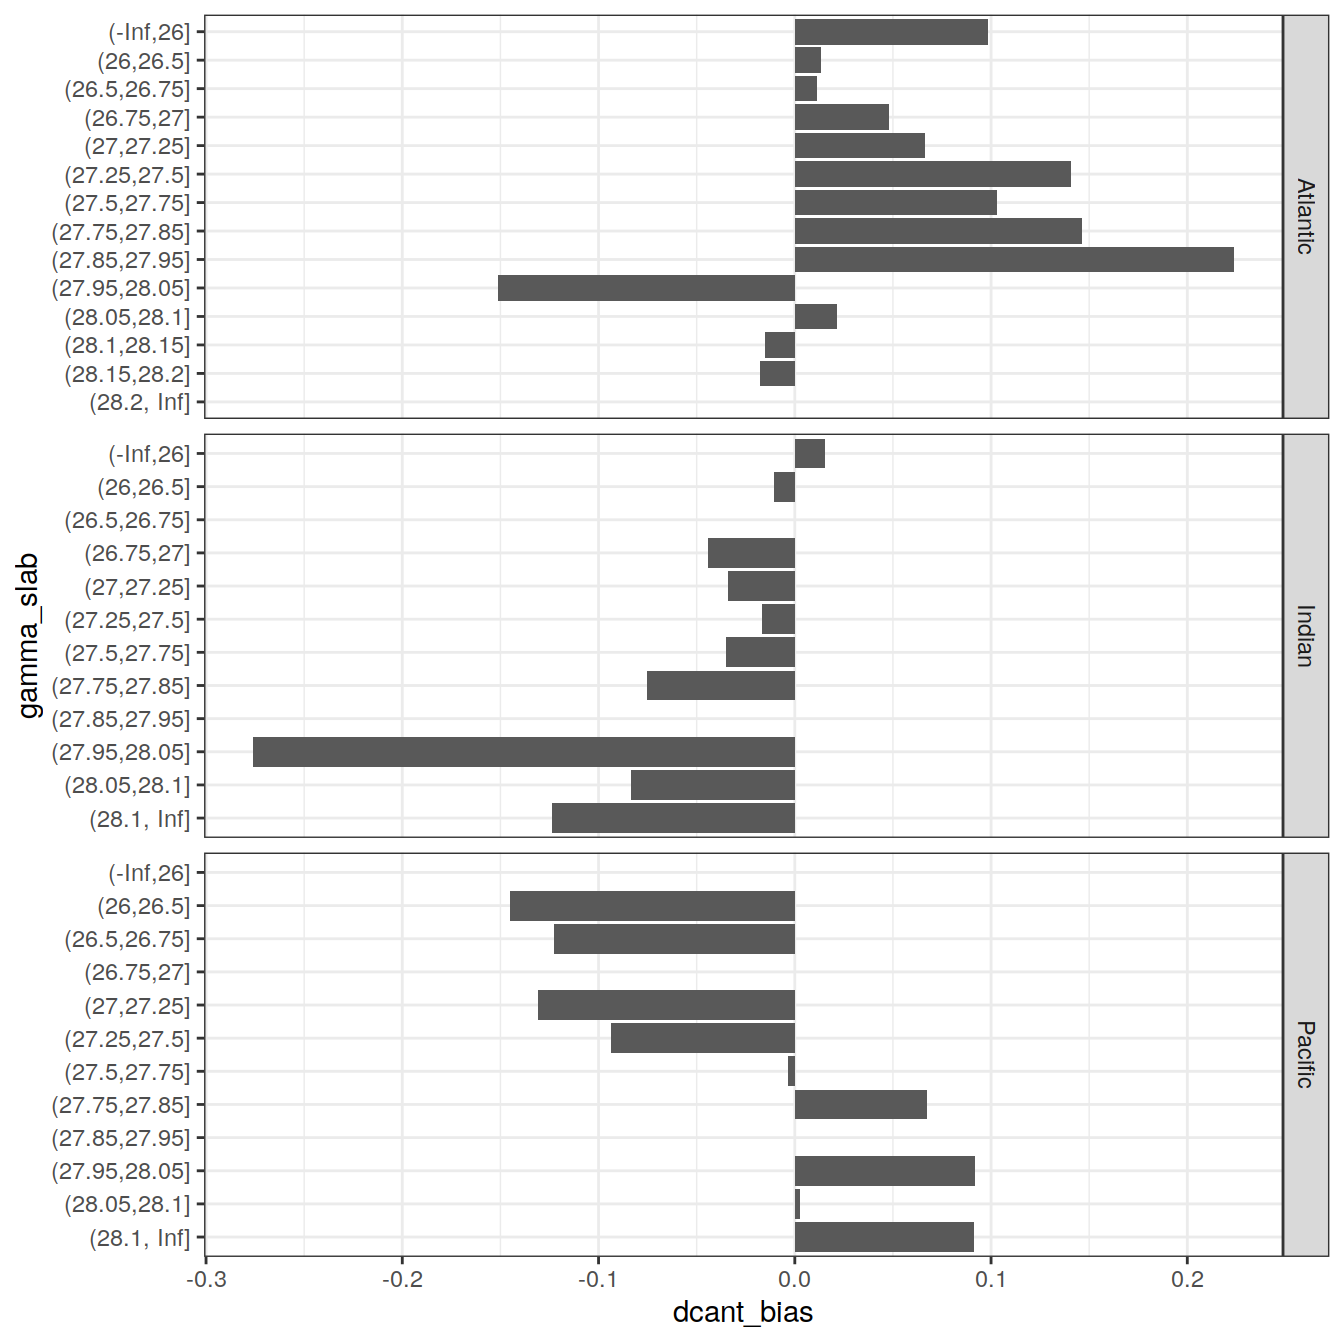 (-Inf,26]
(26,26.5]
(26.5,26.75]
(26.75,27]
(27,27.25]
(27.25,27.5]
(27.5,27.75]
(27.75,27.85]
(27.85,27.95]
(27.95,28.05]
(28.05,28.1]
(28.1,28.15]
(28.15,28.2]
(28.2, Inf]
Atlantic
(-Inf,26]
(26,26.5]
(26.5,26.75]
(26.75,27]
(27,27.25]
(27.25,27.5]
(27.5,27.75]
(27.75,27.85]
(27.85,27.95]
(27.95,28.05]
(28.05,28.1]
(28.1, Inf]
Indian
gamma_slab
(-Inf,26]
(26,26.5]
(26.5,26.75]
(26.75,27]
(27,27.25]
(27.25,27.5]
(27.5,27.75]
(27.75,27.85]
(27.85,27.95]
(27.95,28.05]
(28.05,28.1]
(28.1, Inf]
Pacific
-0.3 -0.2 -0.1 0.0 0.1 0.2
dcant_bias